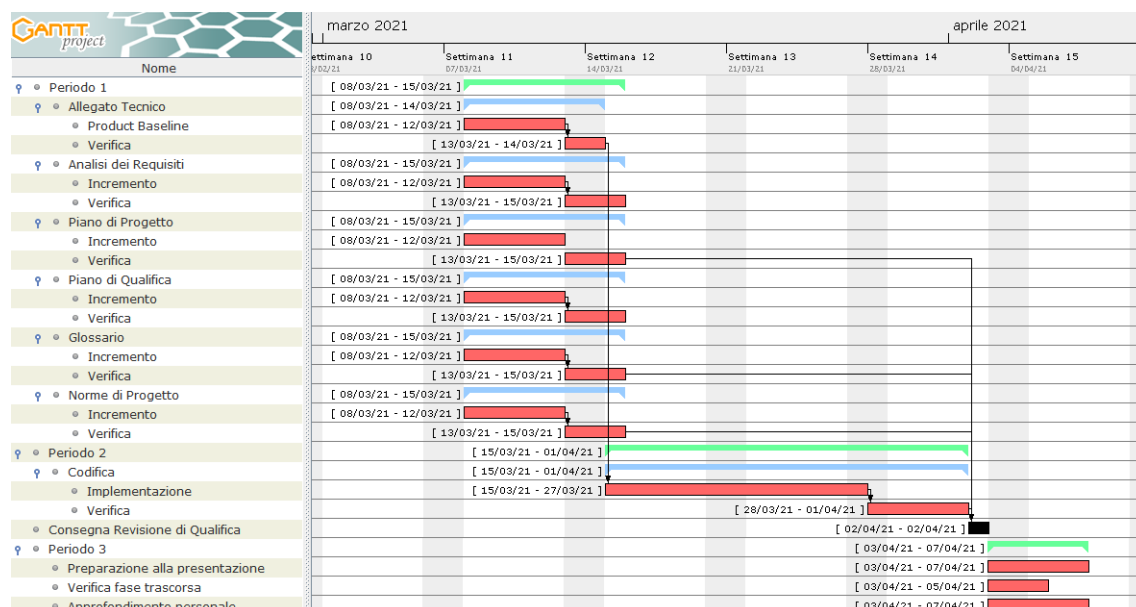 GANTT
project
marzo 2021
aprile 2021
ettimana 10
Settimana 11
Settimana 12
Settimana 13
Settimana 14
Settimana 15
/02/21
07/03/21
14/03/21
21/03/21
28/03/21
04/04/21
Nome
Periodo 1 [ 08/03/21 - 15/03/21 ]
Allegato Tecnico [ 08/03/21 - 14/03/21 ]
Product Baseline [ 08/03/21 - 12/03/21 ]
Verifica [ 13/03/21 - 14/03/21 ]
Analisi dei Requisiti [ 08/03/21 - 15/03/21 ]
Incremento [ 08/03/21 - 12/03/21 ]
Verifica [ 13/03/21 - 15/03/21 ]
Piano di Progetto [ 08/03/21 - 15/03/21 ]
Incremento [ 08/03/21 - 12/03/21 ]
Verifica [ 13/03/21 - 15/03/21 ]
Piano di Qualifica [ 08/03/21 - 15/03/21 ]
Incremento [ 08/03/21 - 12/03/21 ]
Verifica [ 13/03/21 - 15/03/21 ]
Glossario [ 08/03/21 - 15/03/21 ]
Incremento [ 08/03/21 - 12/03/21 ]
Verifica [ 13/03/21 - 15/03/21 ]
Norme di Progetto [ 08/03/21 - 15/03/21 ]
Incremento [ 08/03/21 - 12/03/21 ]
Verifica [ 13/03/21 - 15/03/21 ]
Periodo 2 [ 15/03/21 - 01/04/21 ]
Codifica [ 15/03/21 - 01/04/21 ]
Implementazione [ 15/03/21 - 27/03/21 ]
Verifica [ 28/03/21 - 01/04/21 ]
Consegna Revisione di Qualifica [ 02/04/21 - 02/04/21 ]
Periodo 3 [ 03/04/21 - 07/04/21 ]
Preparazione alla presentazione [ 03/04/21 - 07/04/21 ]
Verifica fase trascorsa [ 03/04/21 - 05/04/21 ]
Approfondimento personale [ 03/04/21 - 07/04/21 ]